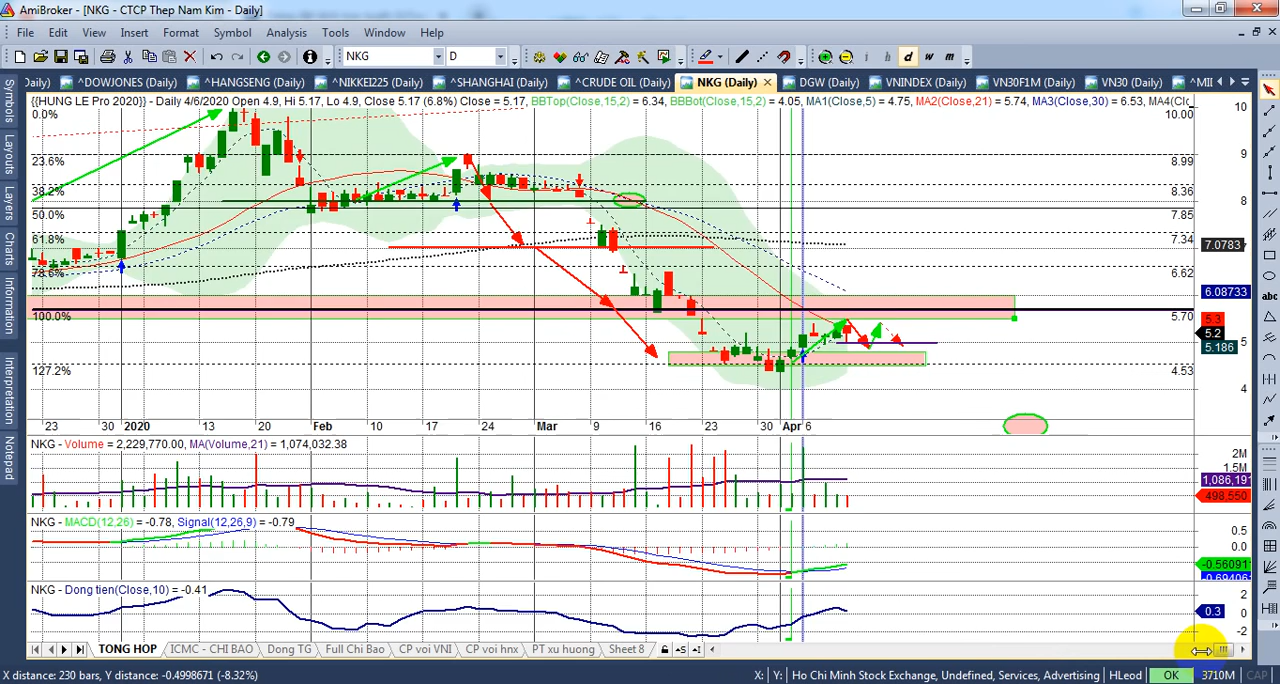 AmiBroker - [NKG - CTCP Thep Nam Kim - Daily]
File Edit View Insert Format Symbol Analysis Tools Window Help
NKG D i h d w m
Daily) ^DOWJONES (Daily) ^HANGSENG (Daily) ^NIKKEI225 (Daily) ^SHANGHAI (Daily) ^CRUDE OIL (Daily) NKG (Daily) DGW (Daily) VNINDEX (Daily) VN30F1M (Daily) VN30 (Daily) ^MII
Symbols
Layouts
Layers
Charts
Information
Interpretation
Notepad
{{HUNG LE Pro 2020}} - Daily 4/6/2020 Open 4.9, Hi 5.17, Lo 4.9, Close 5.17 (6.8%) Close = 5.17, BBTop(Close,15,2) = 6.34, BBBot(Close,15,2) = 4.05, MA1(Close,5) = 4.75, MA2(Close,21) = 5.74, MA3(Close,30) = 6.53, MA4(Clc
0.0% 10.00 10
23.6% 8.99 9
38.2% 8.36
50.0% 7.85 8
61.8% 7.34
7.0783
78.6% 6.62
6.08733
100.0% 5.70
5.3
5.2
5.186
5
127.2% 4.53
4
23 30 2020 13 20 Feb 10 17 24 Mar 9 16 23 30 Apr 6
NKG - Volume = 2,229,770.00, MA(Volume,21) = 1,074,032.38
2M
1.5M
1,086,191
498,550
NKG - MACD(12,26) = -0.78, Signal(12,26,9) = -0.79
0.5
0.0
-0.56091
NKG - Dong tien(Close,10) = -0.41
2
0.3 0
-2
TONG HOP ICMC - CHI BAO Dong TG Full Chi Bao CP voi VNI CP voi hnx PT xu huong Sheet 8
X distance: 230 bars, Y distance: -0.4998671 (-8.32%) X: Y: Ho Chi Minh Stock Exchange, Undefined, Services, Advertising HLeod OK 3710M CAP
abc